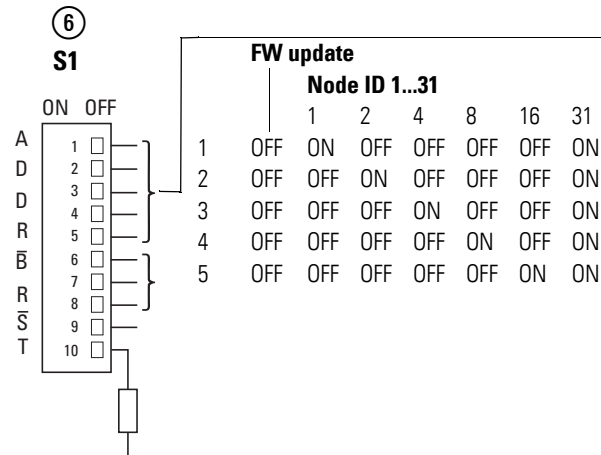 6
S1
FW update
Node ID 1...31
ON OFF
1 2 4 8 16 31
A 1
D 2
D 3
R 4
5
B̅ 6
7
R 8
S̅ 9
T 10
1 OFF ON OFF OFF OFF OFF ON
2 OFF OFF ON OFF OFF OFF ON
3 OFF OFF OFF ON OFF OFF ON
4 OFF OFF OFF OFF ON OFF ON
5 OFF OFF OFF OFF OFF ON ON